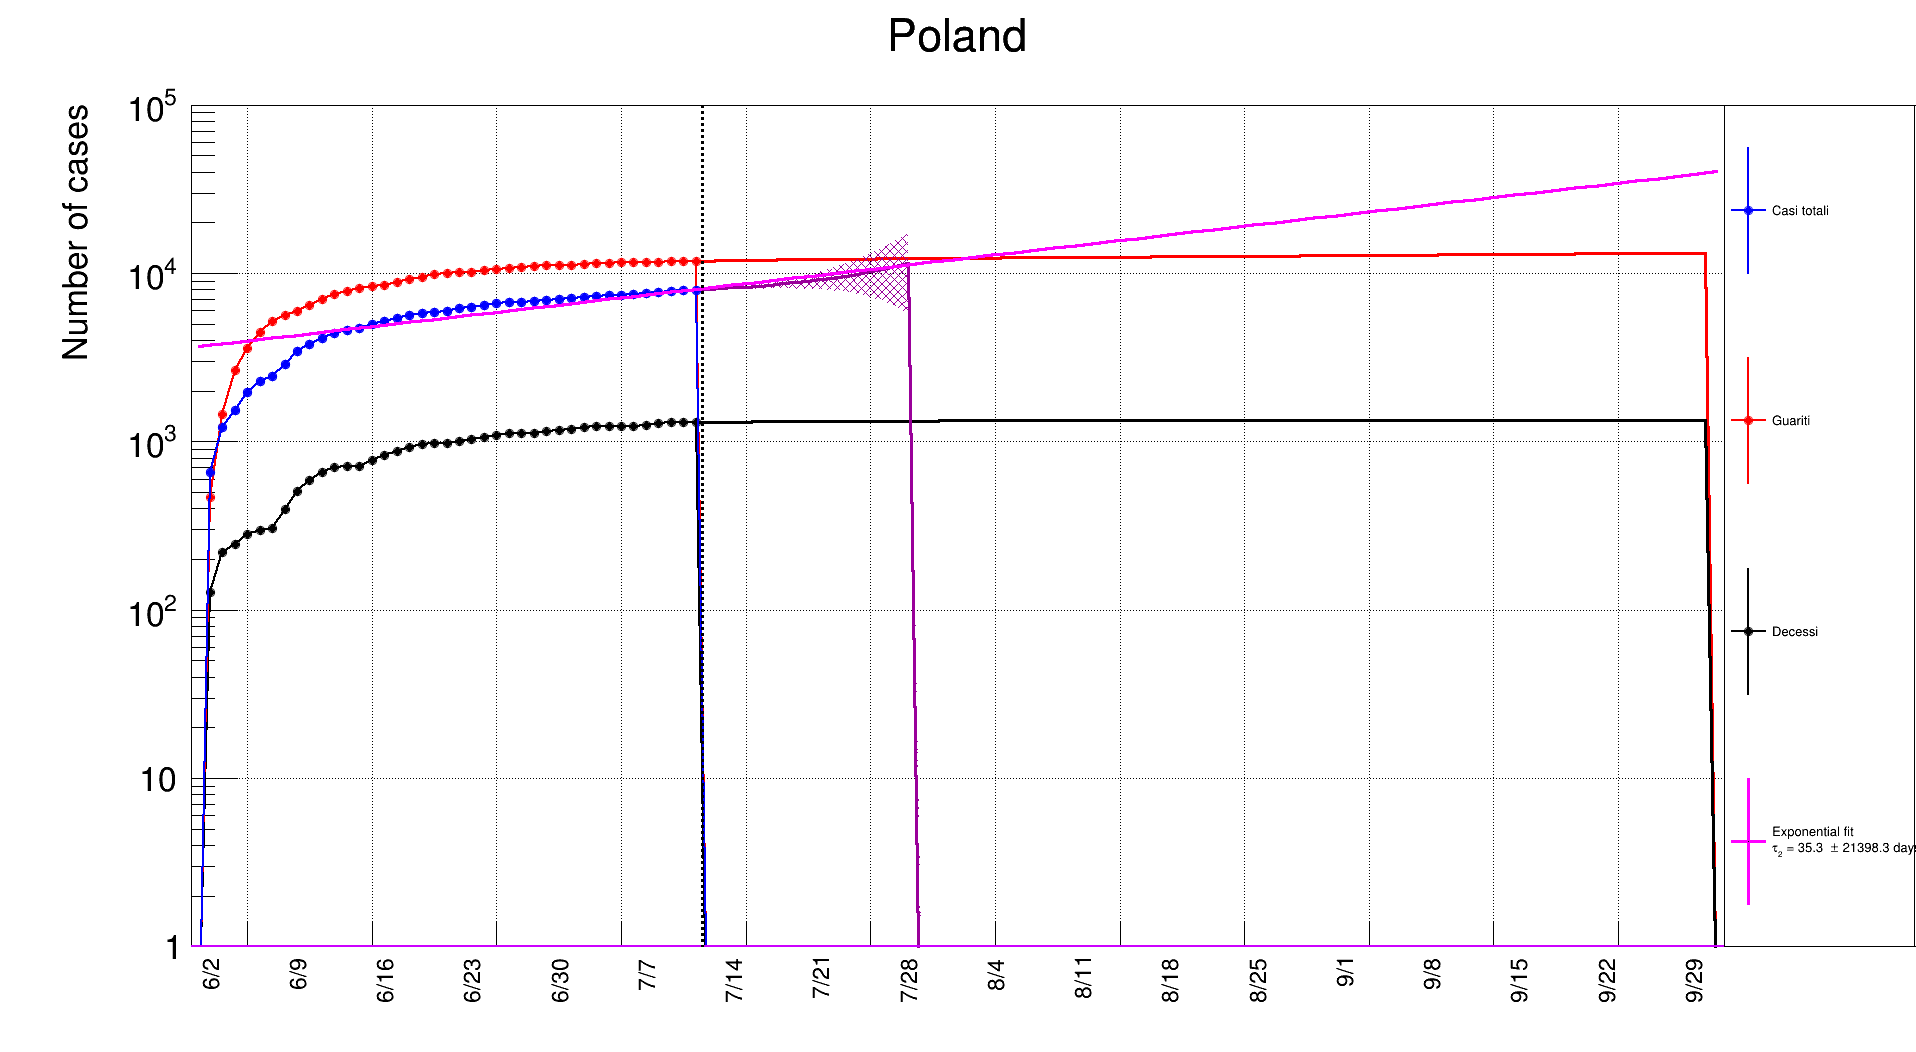 Poland
Number of cases
10^5
10^4
10^3
10^2
10
1
6/2 6/9 6/16 6/23 6/30 7/7 7/14 7/21 7/28 8/4 8/11 8/18 8/25 9/1 9/8 9/15 9/22 9/29
Casi totali
Guariti
Decessi
Exponential fit
τ_2 = 35.3 ± 21398.3 days